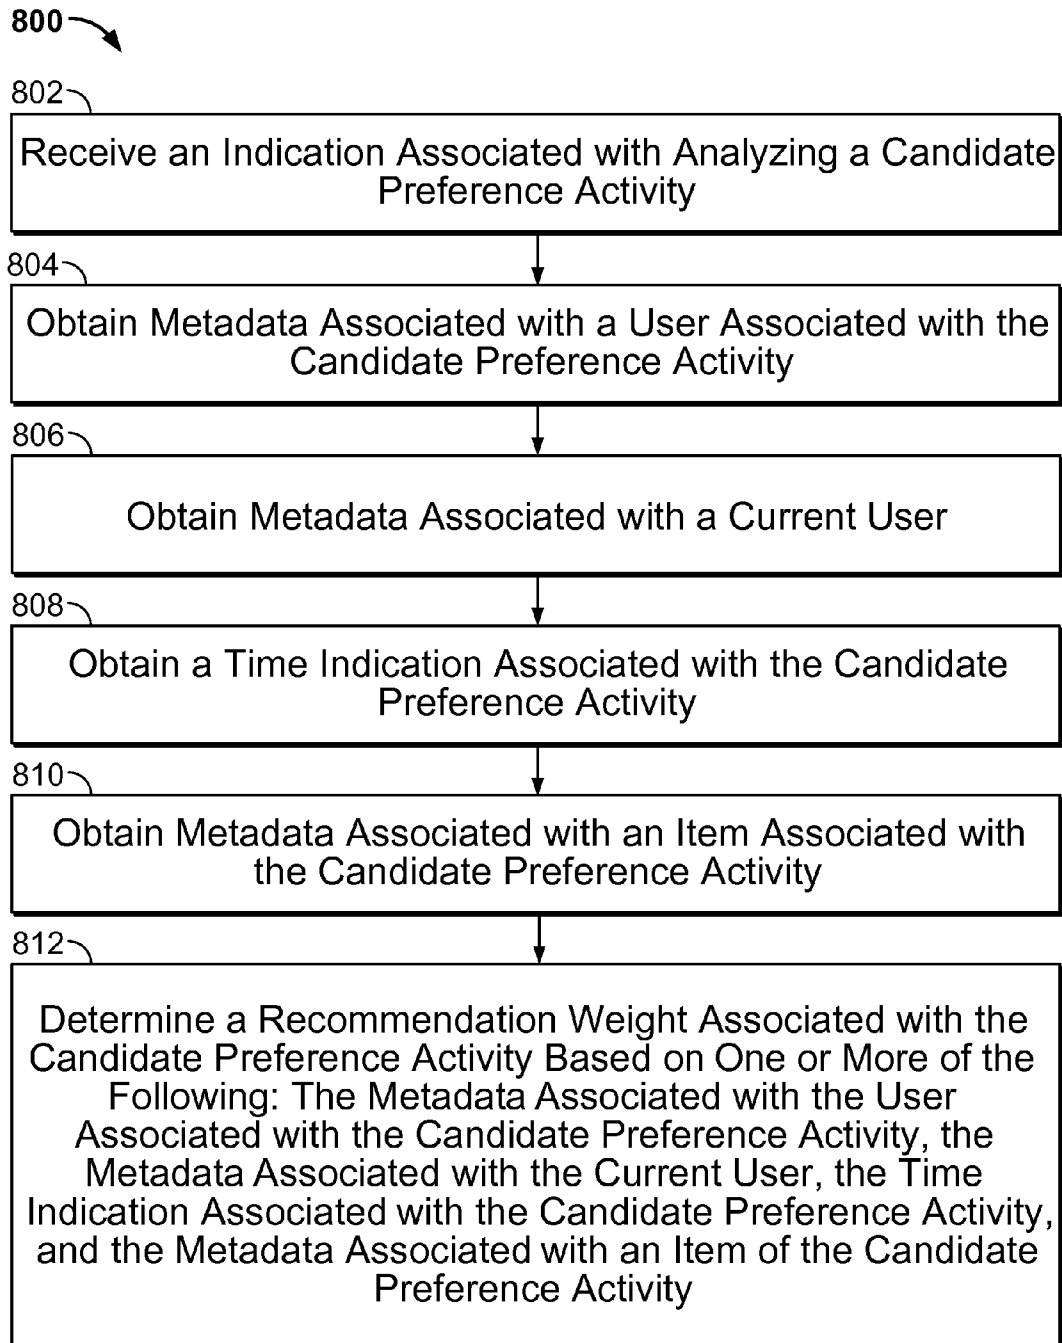 800
802
Receive an Indication Associated with Analyzing a Candidate
Preference Activity
804
Obtain Metadata Associated with a User Associated with the
Candidate Preference Activity
806
Obtain Metadata Associated with a Current User
808
Obtain a Time Indication Associated with the Candidate
Preference Activity
810
Obtain Metadata Associated with an Item Associated with
the Candidate Preference Activity
812
Determine a Recommendation Weight Associated with the
Candidate Preference Activity Based on One or More of the
Following: The Metadata Associated with the User
Associated with the Candidate Preference Activity, the
Metadata Associated with the Current User, the Time
Indication Associated with the Candidate Preference Activity,
and the Metadata Associated with an Item of the Candidate
Preference Activity